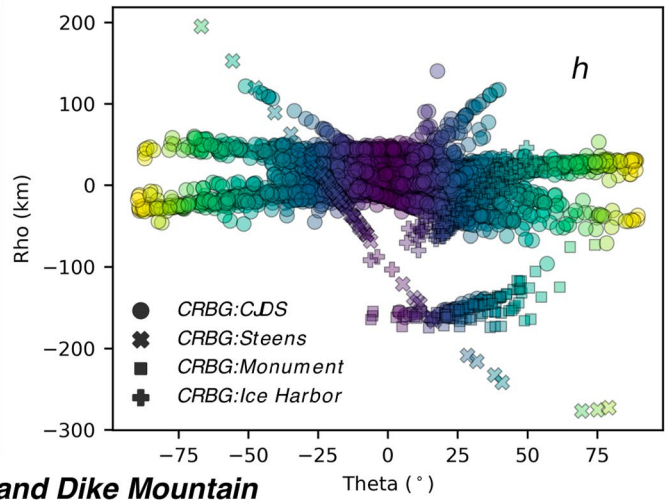 200
h
100
0
Rho (km)
−100
CRBG:CJDS
CRBG:Steens
−200
CRBG:Monument
CRBG:Ice Harbor
−300
−75 −50 −25 0 25 50 75
Theta (°)
and Dike Mountain